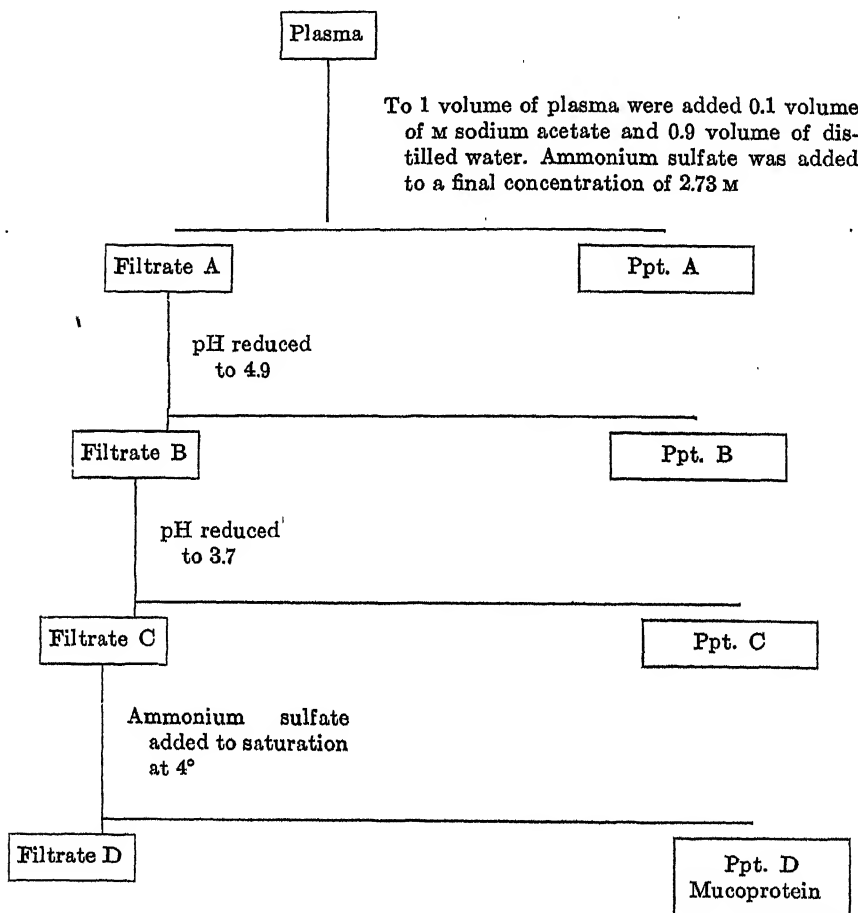 Plasma
To 1 volume of plasma were added 0.1 volume
of M sodium acetate and 0.9 volume of dis-
tilled water. Ammonium sulfate was added
to a final concentration of 2.73 M
Filtrate A
Ppt. A
pH reduced
to 4.9
Filtrate B
Ppt. B
pH reduced
to 3.7
Filtrate C
Ppt. C
Ammonium sulfate
added to saturation
at 4°
Filtrate D
Ppt. D
Mucoprotein